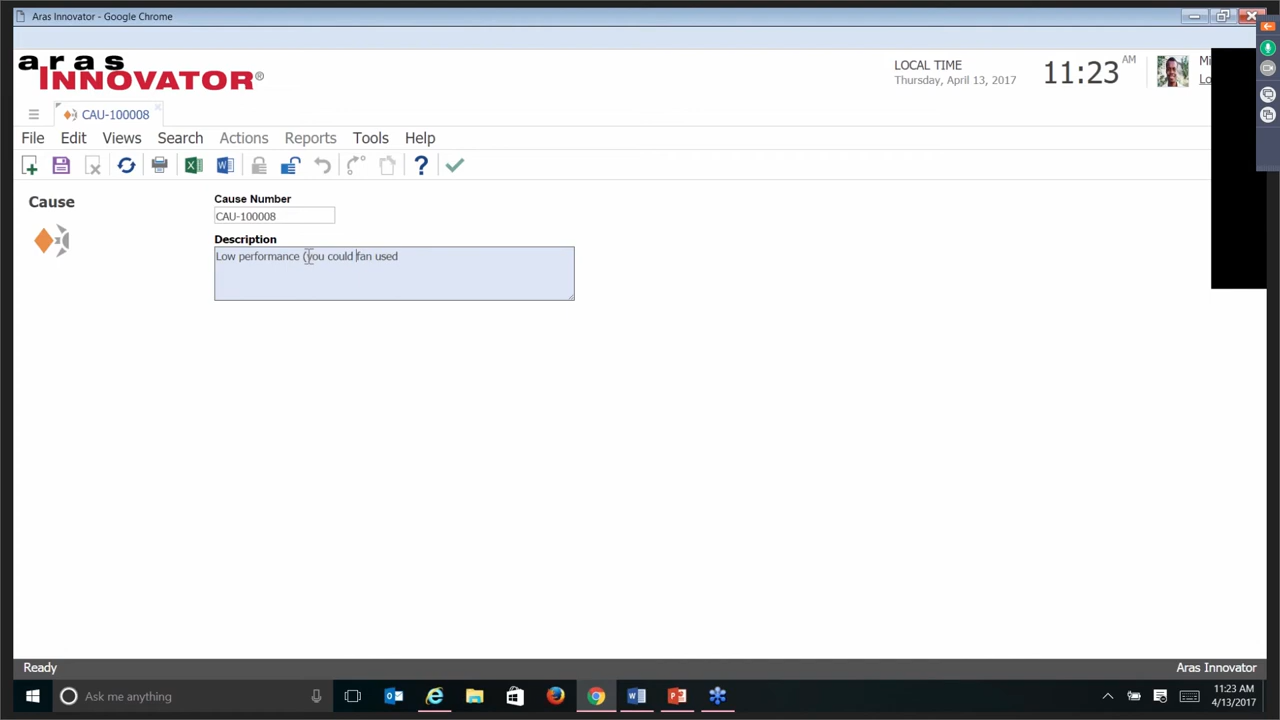 Aras Innovator - Google Chrome
aras
INNOVATOR®
LOCAL TIME
Thursday, April 13, 2017
11:23 AM
CAU-100008
File Edit Views Search Actions Reports Tools Help
Cause
Cause Number
CAU-100008
Description
Low performance (you could fan used
Ready
Aras Innovator
Ask me anything
11:23 AM
4/13/2017